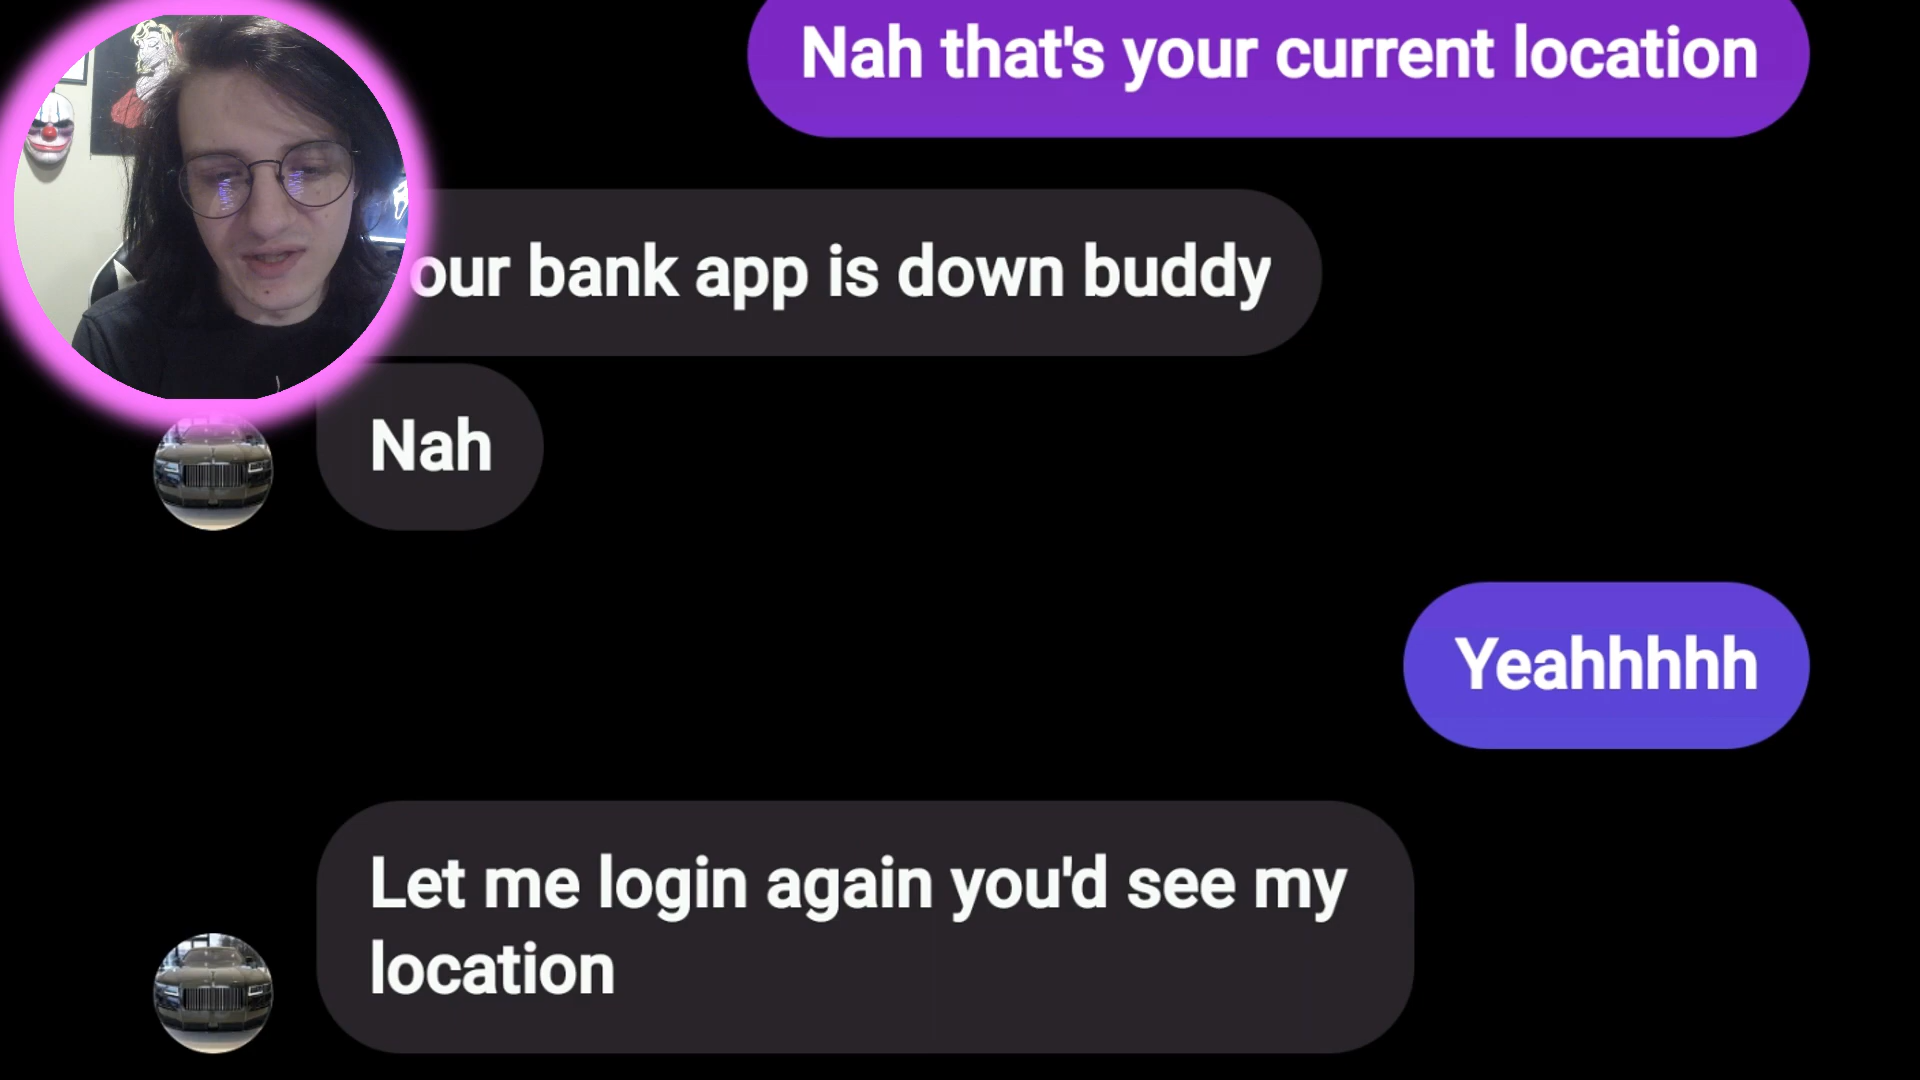 Nah that's your current location
our bank app is down buddy
Nah
Yeahhhhh
Let me login again you'd see my
location